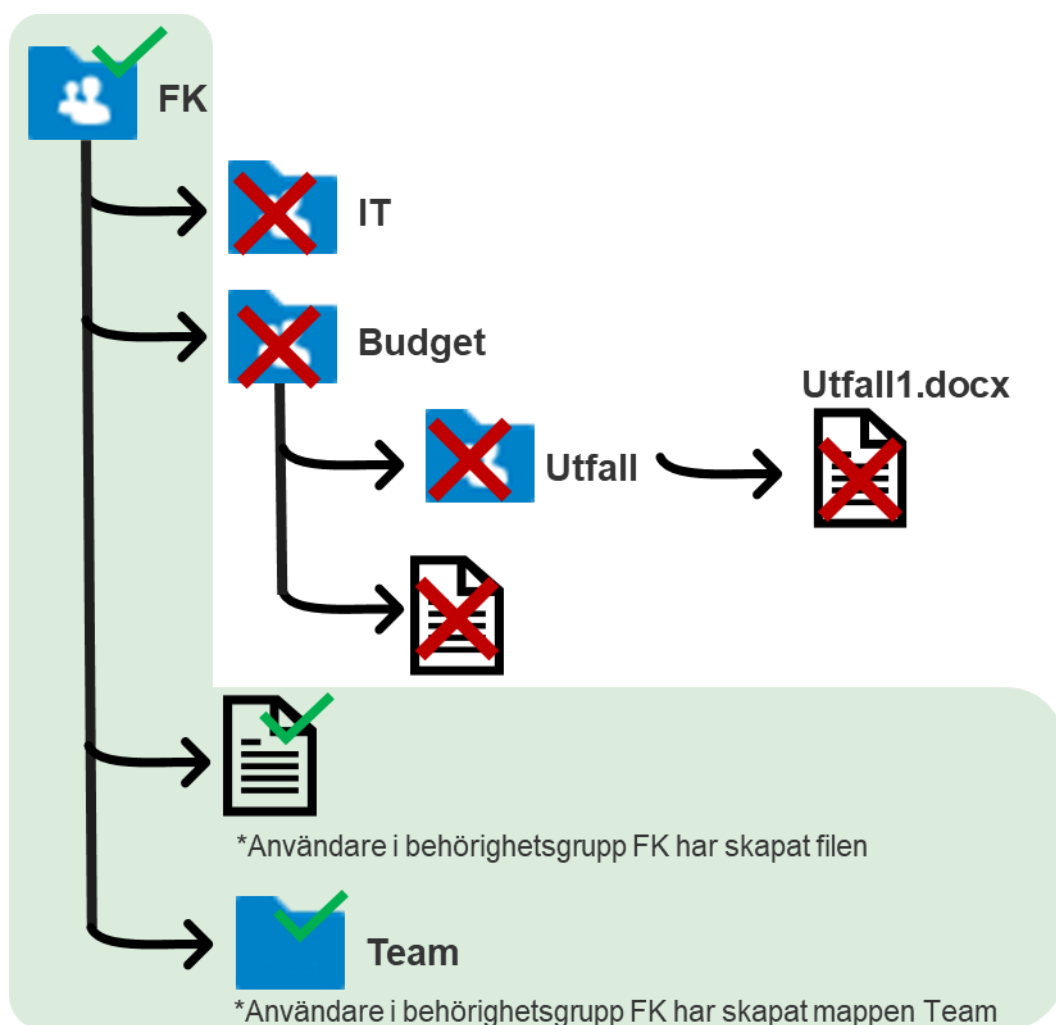 FK
IT
Budget
Utfall1.docx
Utfall
*Användare i behörighetsgrupp FK har skapat filen
Team
*Användare i behörighetsgrupp FK har skapat mappen Team